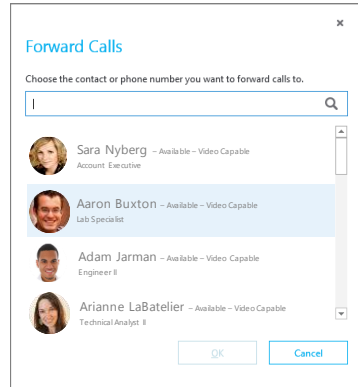 Forward Calls
Choose the contact or phone number you want to forward calls to.
Sara Nyberg – Available – Video Capable
Account Executive
Aaron Buxton – Available – Video Capable
Lab Specialist
Adam Jarman – Available – Video Capable
Engineer II
Arianne LaBatelier – Available – Video Capable
Technical Analyst II
OK Cancel